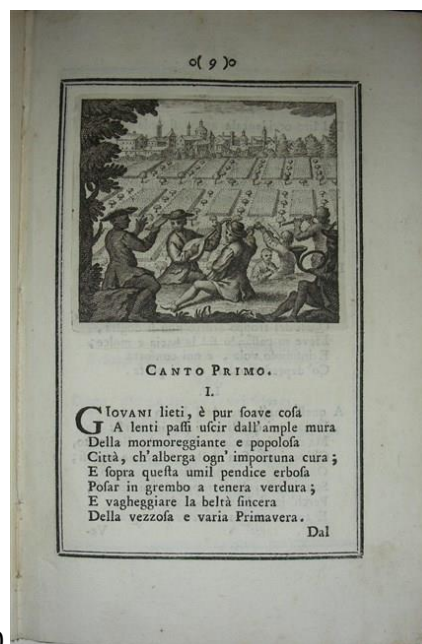 o( 9 )o
CANTO PRIMO.
I.
GIOVANI lieti, è pur ſoave coſa
A lenti paſſi uſcir dall'ample mura
Della mormoreggiante e popoloſa
Città, ch'alberga ogn' importuna cura;
E ſopra queſta umil pendice erboſa
Poſar in grembo a tenera verdura;
E vagheggiare la beltà ſincera
Della vezzoſa e varia Primavera.
Dal